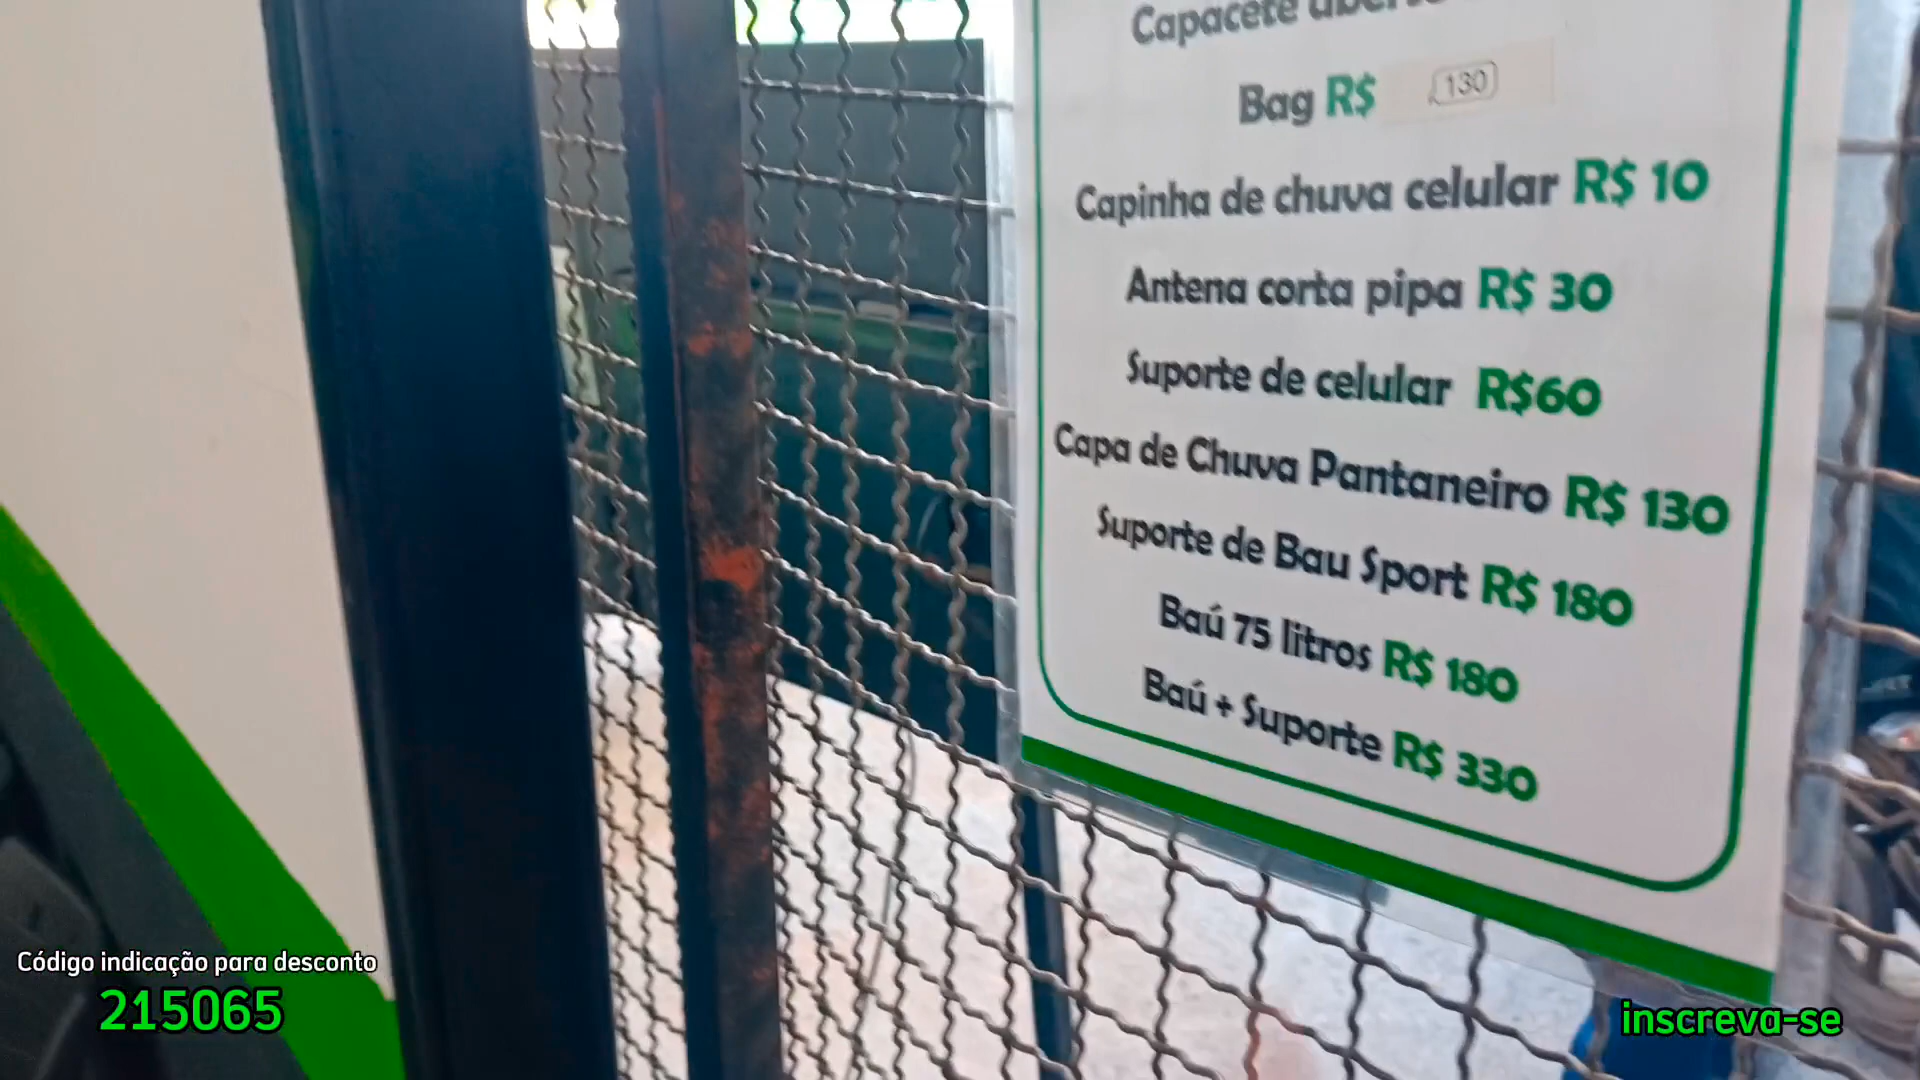 Capacete aberto
Bag R$ 130
Capinha de chuva celular R$ 10
Antena corta pipa R$ 30
Suporte de celular R$60
Capa de Chuva Pantaneiro R$ 130
Suporte de Bau Sport R$ 180
Baú 75 litros R$ 180
Baú + Suporte R$ 330
Código indicação para desconto
215065
inscreva-se